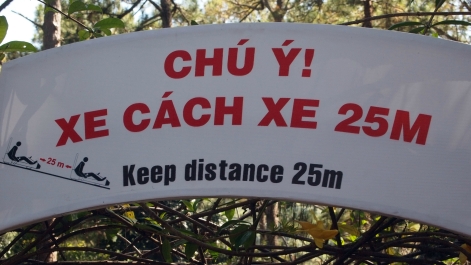 CHÚ Ý!
XE CÁCH XE 25M
25 m
Keep distance 25m